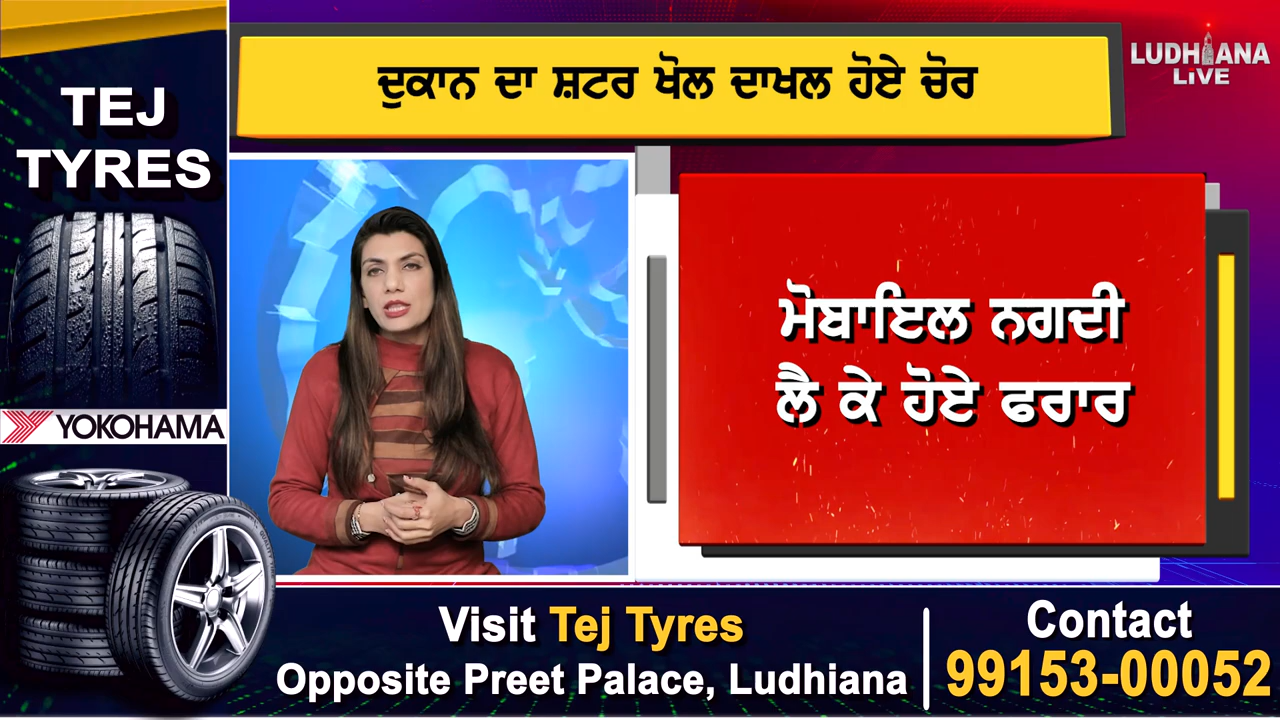 ਦੁਕਾਨ ਦਾ ਸ਼ਟਰ ਖੋਲ ਦਾਖਲ ਹੋਏ ਚੋਰ
LUDHIANA
LiVE
TEJ
TYRES
YOKOHAMA
ਮੋਬਾਇਲ ਨਗਦੀ
ਲੈ ਕੇ ਹੋਏ ਫਰਾਰ
Visit Tej Tyres
Opposite Preet Palace, Ludhiana
Contact
99153-00052